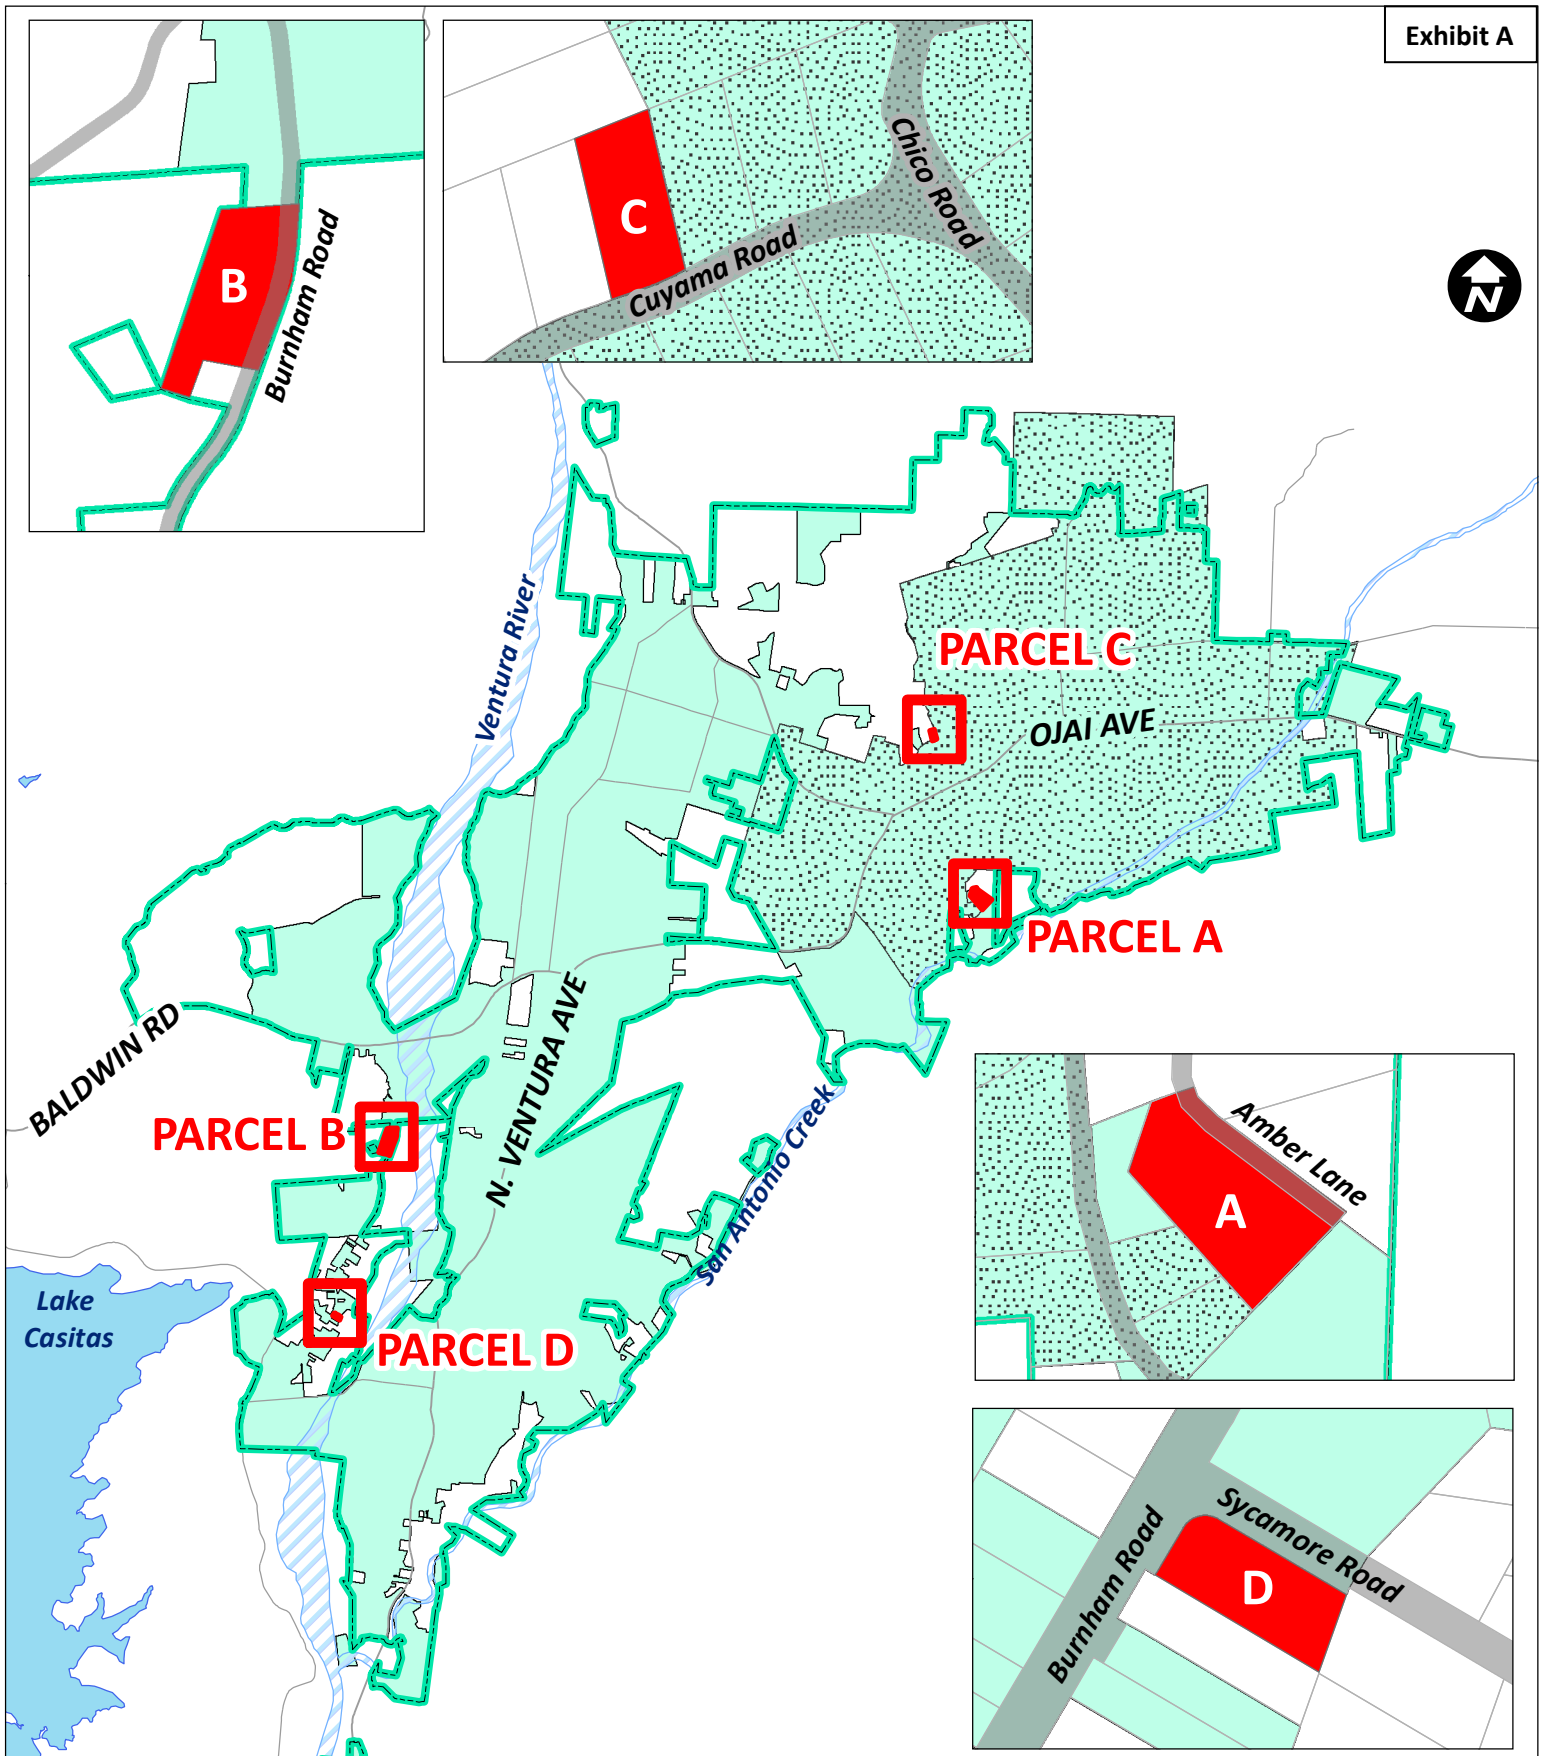 Exhibit A
B
Burnham Road
C
Chico Road
Cuyama Road
N
Ventura River
PARCEL C
OJAI AVE
PARCEL A
BALDWIN RD
N. VENTURA AVE
PARCEL B
San Antonio Creek
Amber Lane
A
Lake
Casitas
PARCEL D
Sycamore Road
D
Burnham Road